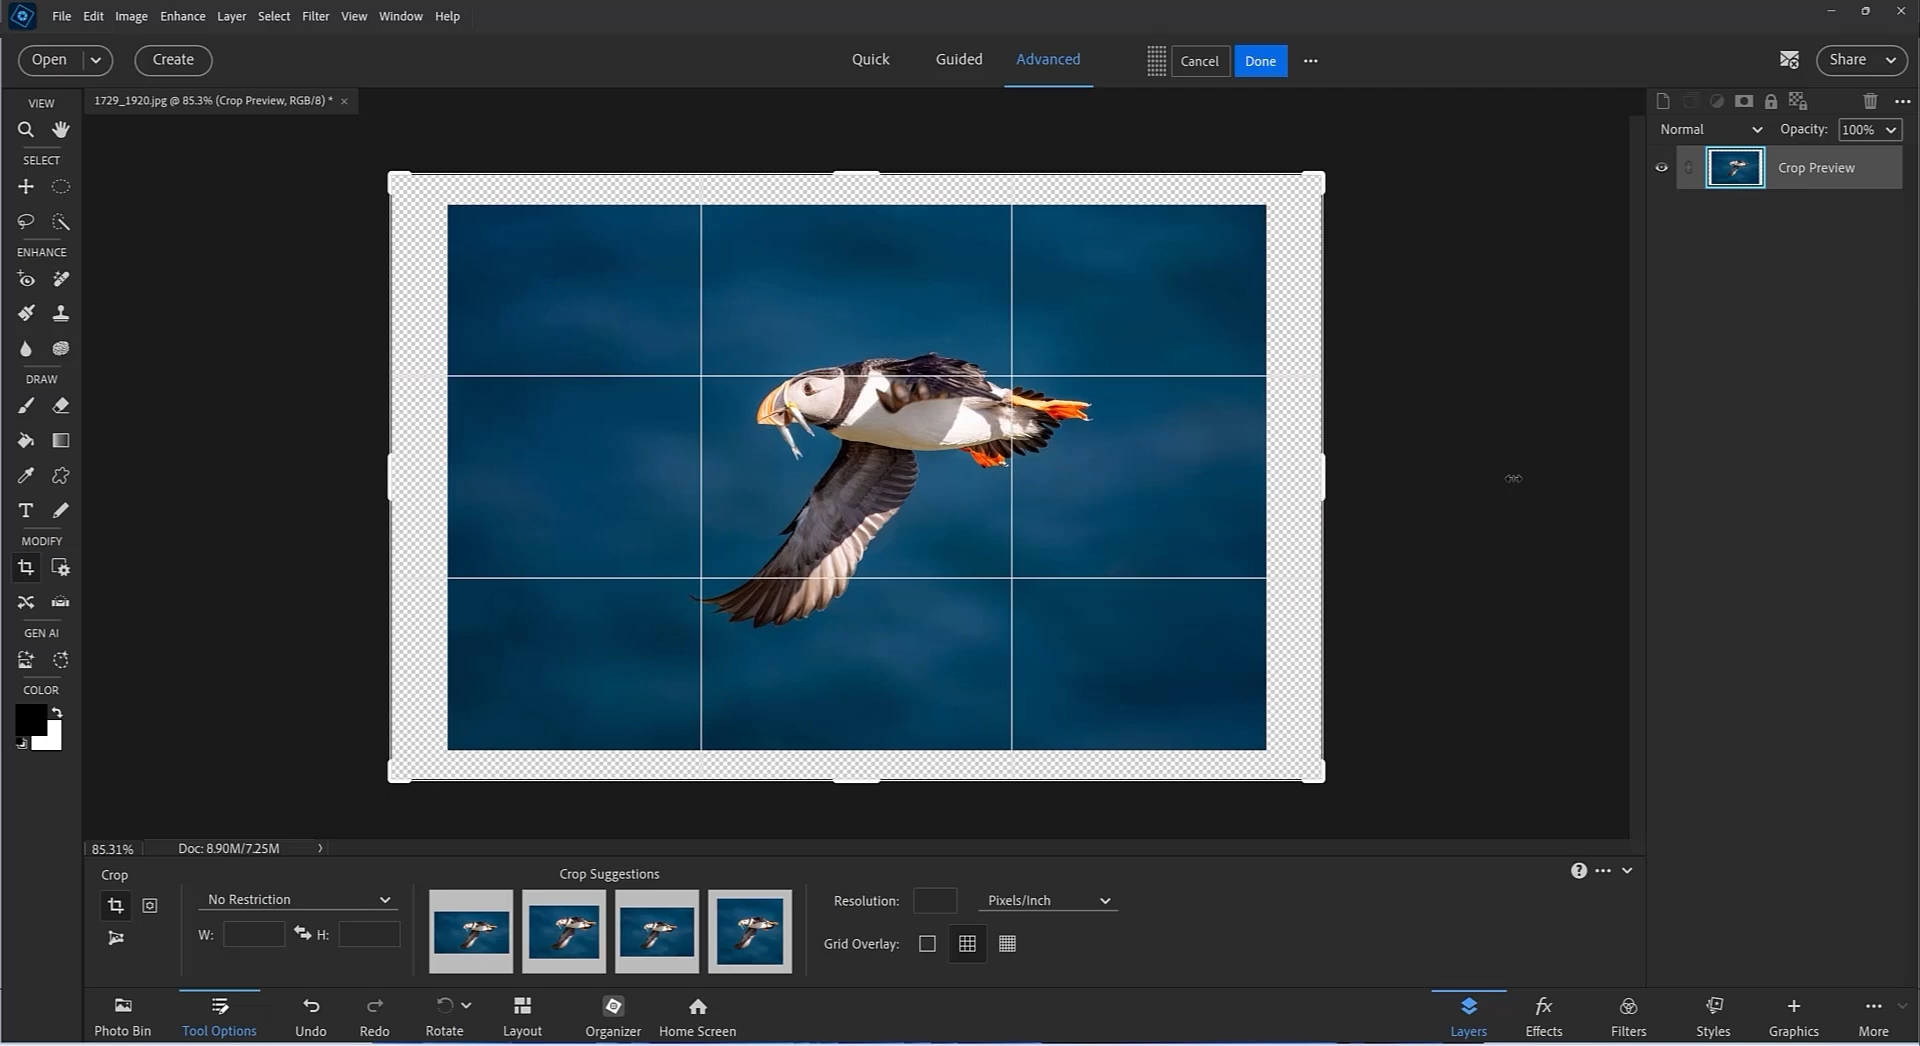 File Edit Image Enhance Layer Select Filter View Window Help
Open Create Quick Guided Advanced Cancel Done Share
VIEW 1729_1920.jpg @ 85.3% (Crop Preview, RGB/8) *
Normal Opacity: 100%
SELECT
Crop Preview
ENHANCE
DRAW
T
MODIFY
GEN AI
COLOR
85.31% Doc: 8.90M/7.25M
Crop Crop Suggestions
No Restriction Resolution: Pixels/Inch
W: H: Grid Overlay:
Photo Bin Tool Options Undo Redo Rotate Layout Organizer Home Screen Layers Effects Filters Styles Graphics More